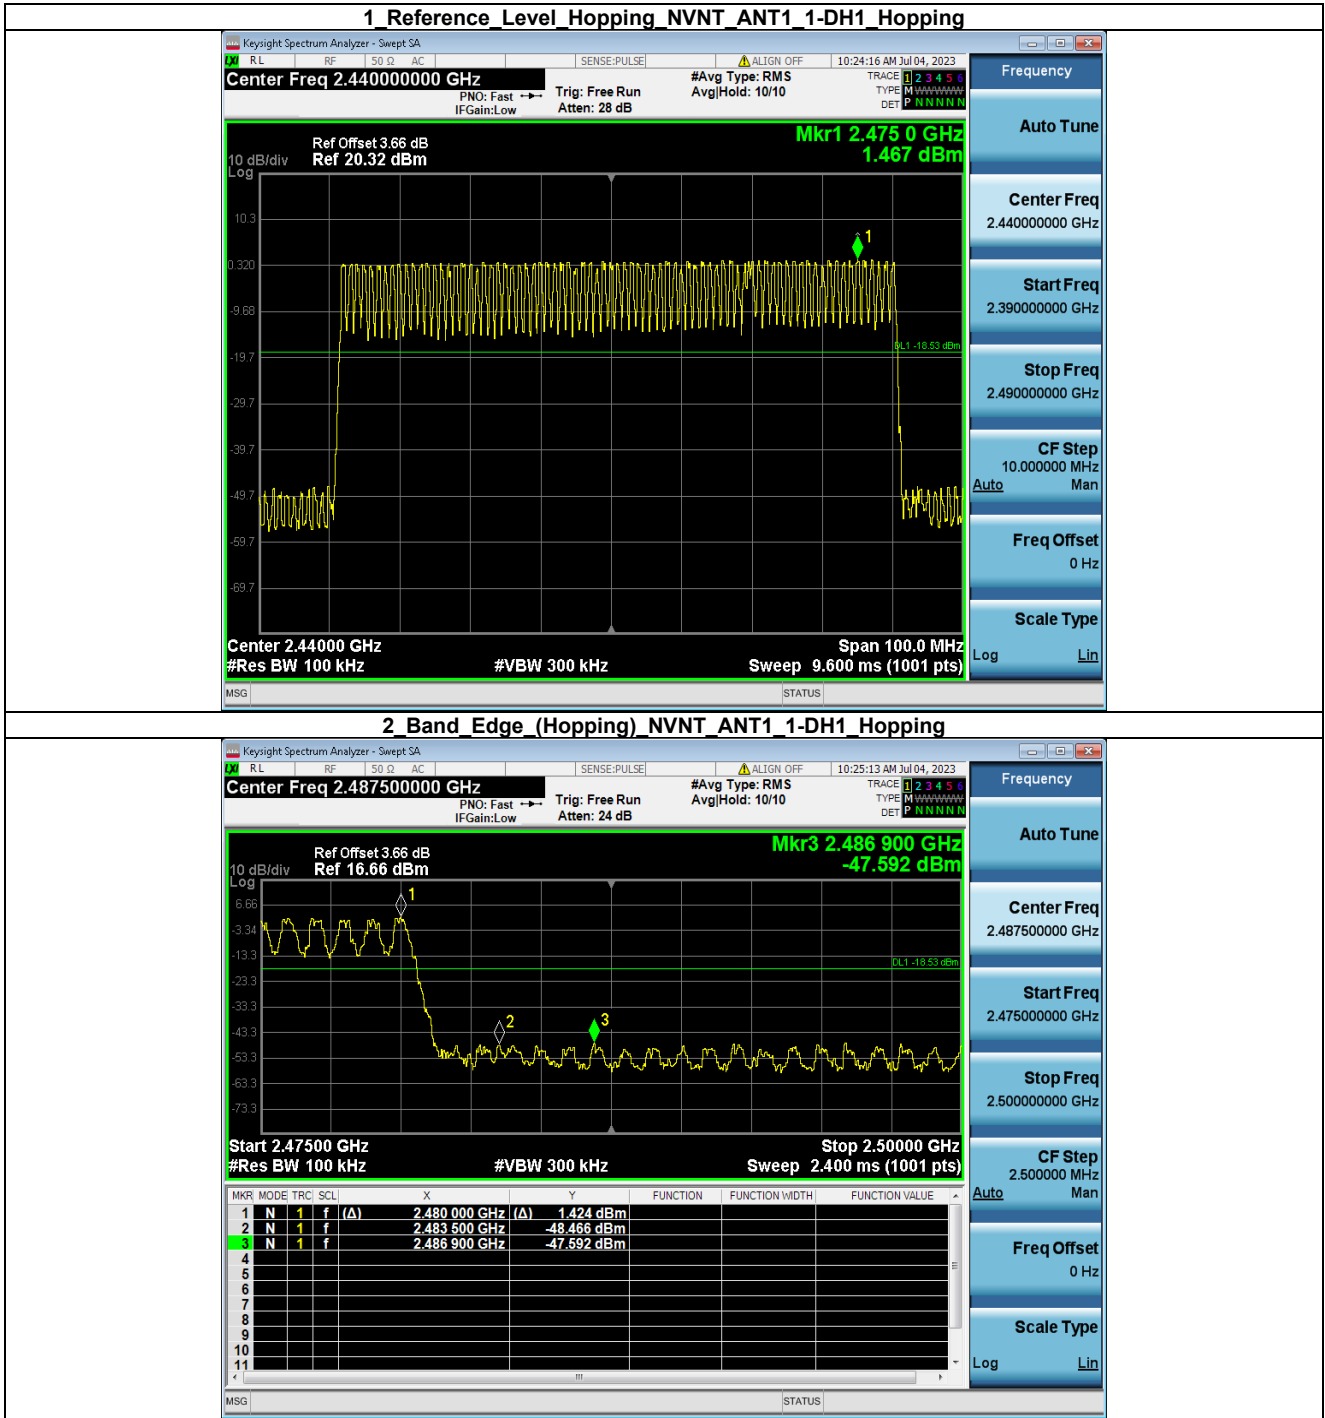 1_Reference_Level_Hopping_NVNT_ANT1_1-DH1_Hopping
Keysight Spectrum Analyzer - Swept SA
LXI RL RF 50 Ω AC SENSE:PULSE ALIGN OFF 10:24:16 AM Jul 04, 2023
Center Freq 2.440000000 GHz
PNO: Fast
IFGain:Low
Trig: Free Run
Atten: 28 dB
#Avg Type: RMS
Avg|Hold: 10/10
TRACE 1 2 3 4 5 6
TYPE M WWWWW
DET P N N N N N
Frequency
Auto Tune
Center Freq
2.440000000 GHz
Start Freq
2.390000000 GHz
Stop Freq
2.490000000 GHz
CF Step
10.000000 MHz
Auto Man
Freq Offset
0 Hz
Scale Type
Log Lin
Mkr1 2.475 0 GHz
1.467 dBm
Ref Offset 3.66 dB
10 dB/div Ref 20.32 dBm
Log
10.3
0.320
-9.68
-19.7
-29.7
-39.7
-49.7
-59.7
-69.7
1
DL1 -18.53 dBm
Center 2.44000 GHz Span 100.0 MHz
#Res BW 100 kHz #VBW 300 kHz Sweep 9.600 ms (1001 pts)
MSG STATUS
2_Band_Edge_(Hopping)_NVNT_ANT1_1-DH1_Hopping
Keysight Spectrum Analyzer - Swept SA
LXI RL RF 50 Ω AC SENSE:PULSE ALIGN OFF 10:25:13 AM Jul 04, 2023
Center Freq 2.487500000 GHz
PNO: Fast
IFGain:Low
Trig: Free Run
Atten: 24 dB
#Avg Type: RMS
Avg|Hold: 10/10
TRACE 1 2 3 4 5 6
TYPE M WWWWW
DET P N N N N N
Frequency
Auto Tune
Center Freq
2.487500000 GHz
Start Freq
2.475000000 GHz
Stop Freq
2.500000000 GHz
CF Step
2.500000 MHz
Auto Man
Freq Offset
0 Hz
Scale Type
Log Lin
Mkr3 2.486 900 GHz
-47.592 dBm
Ref Offset 3.66 dB
10 dB/div Ref 16.66 dBm
Log
6.66
-3.34
-13.3
-23.3
-33.3
-43.3
-53.3
-63.3
-73.3
1
2
3
DL1 -18.53 dBm
Start 2.47500 GHz Stop 2.50000 GHz
#Res BW 100 kHz #VBW 300 kHz Sweep 2.400 ms (1001 pts)
MKR MODE TRC SCL X Y FUNCTION FUNCTION WIDTH FUNCTION VALUE
1 N 1 f (Δ) 2.480 000 GHz (Δ) 1.424 dBm
2 N 1 f 2.483 500 GHz -48.466 dBm
3 N 1 f 2.486 900 GHz -47.592 dBm
4
5
6
7
8
9
10
11
MSG STATUS